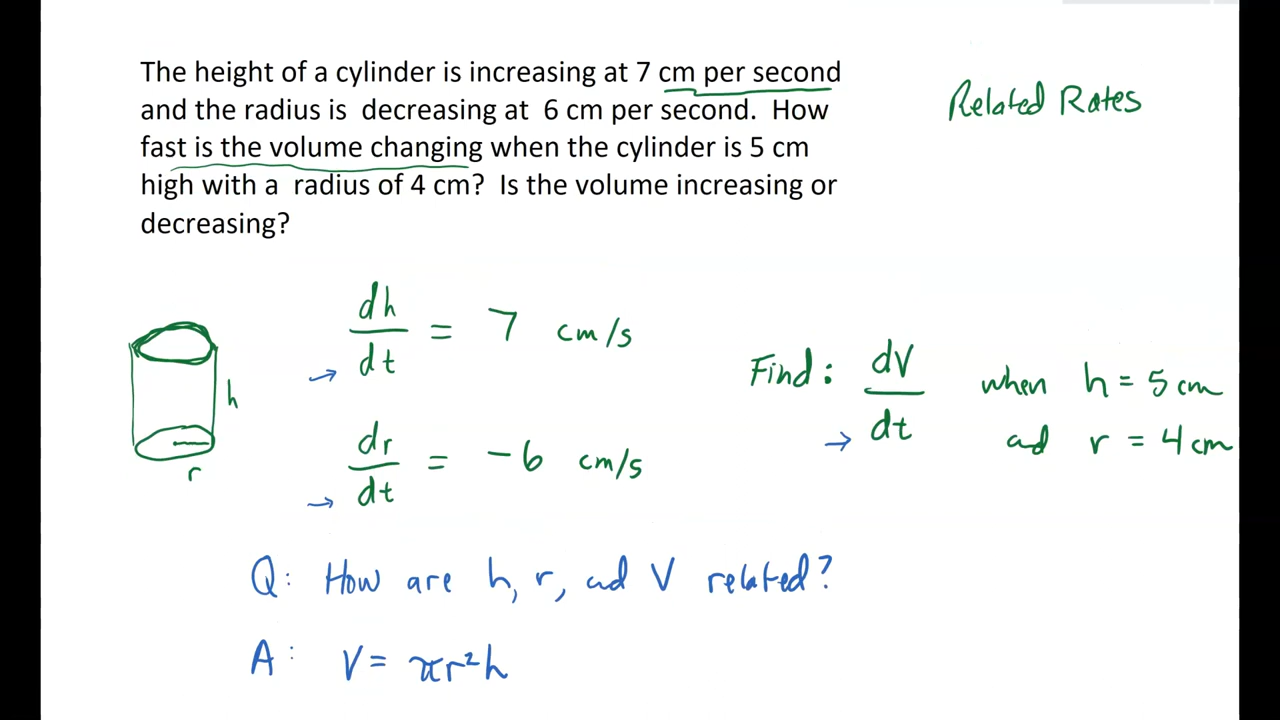 The height of a cylinder is increasing at 7 cm per second
and the radius is decreasing at 6 cm per second. How
fast is the volume changing when the cylinder is 5 cm
high with a radius of 4 cm? Is the volume increasing or
decreasing?
Related Rates
dh/dt = 7 cm/s
dr/dt = -6 cm/s
h
r
Find: dV/dt when h = 5 cm
ad r = 4 cm
Q: How are h, r, ad V related?
A: V = πr²h